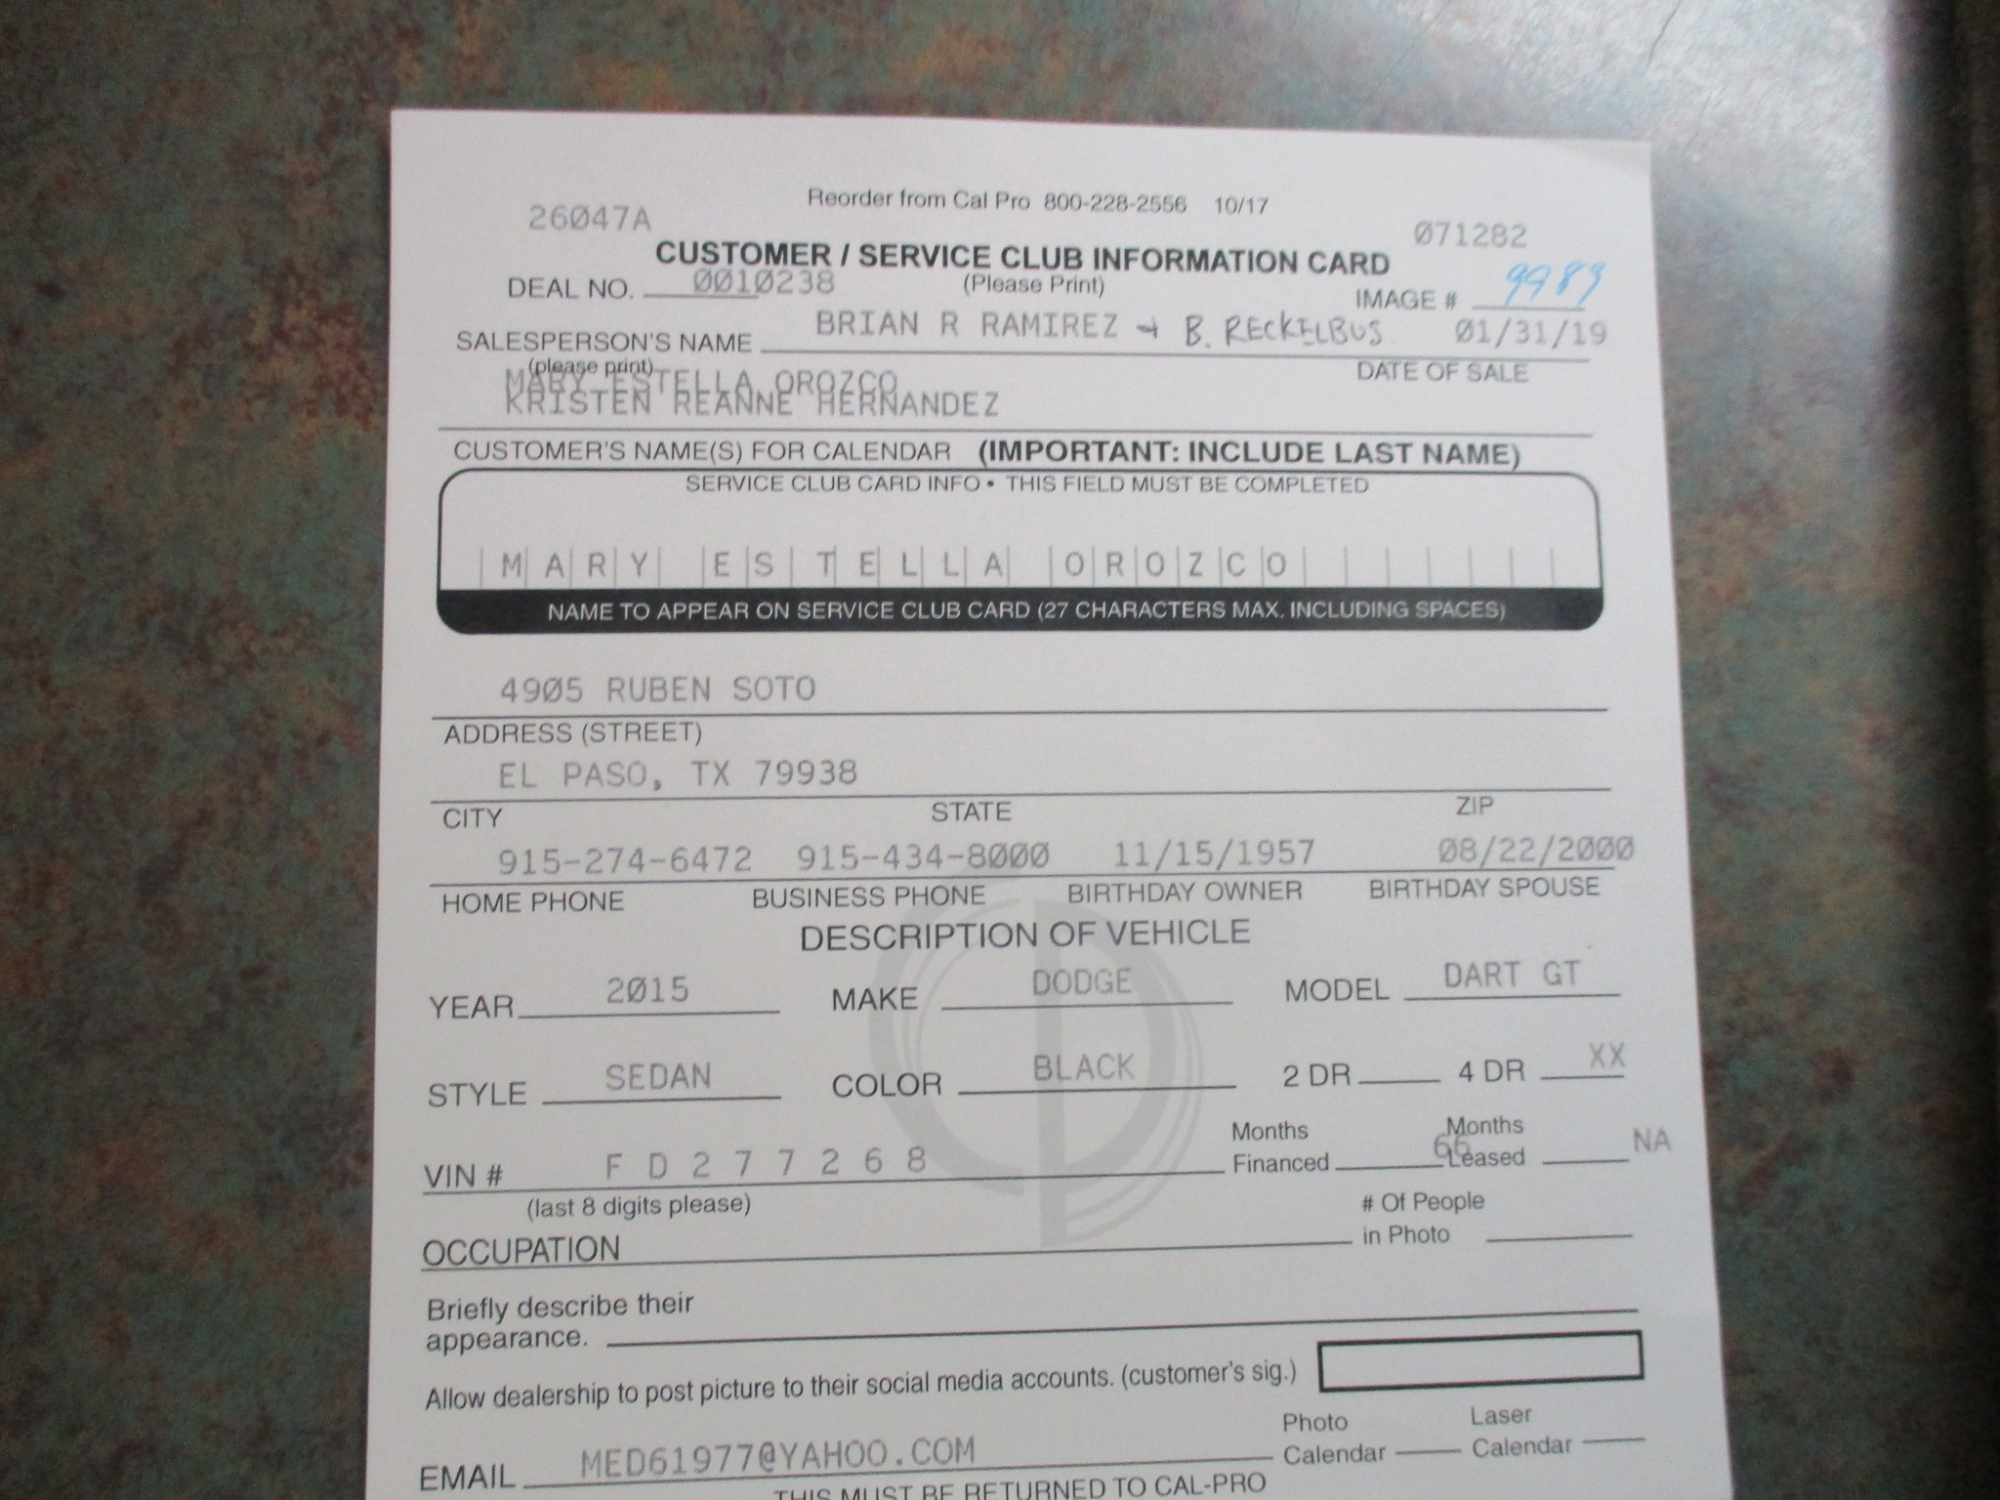 Reorder from Cal Pro 800-228-2556 10/17
26047A 071282
CUSTOMER / SERVICE CLUB INFORMATION CARD
DEAL NO. 0010238 (Please Print) IMAGE # 9989
SALESPERSON'S NAME BRIAN R RAMIREZ & B. RECKELBUS 01/31/19
(please print) DATE OF SALE
MARY ESTELLA OROZCO
KRISTEN REANNE HERNANDEZ
CUSTOMER'S NAME(S) FOR CALENDAR (IMPORTANT: INCLUDE LAST NAME)
SERVICE CLUB CARD INFO • THIS FIELD MUST BE COMPLETED
MARY ESTELLA OROZCO
NAME TO APPEAR ON SERVICE CLUB CARD (27 CHARACTERS MAX. INCLUDING SPACES)
4905 RUBEN SOTO
ADDRESS (STREET)
EL PASO, TX 79938
CITY STATE ZIP
915-274-6472 915-434-8000 11/15/1957 08/22/2000
HOME PHONE BUSINESS PHONE BIRTHDAY OWNER BIRTHDAY SPOUSE
DESCRIPTION OF VEHICLE
YEAR 2015 MAKE DODGE MODEL DART GT
STYLE SEDAN COLOR BLACK 2 DR 4 DR XX
Months Months
VIN # F D 2 7 7 2 6 8 Financed 66 Leased NA
(last 8 digits please) # Of People
OCCUPATION in Photo
Briefly describe their
appearance.
Allow dealership to post picture to their social media accounts. (customer's sig.)
Photo Laser
EMAIL MED61977@YAHOO.COM Calendar Calendar
THIS MUST BE RETURNED TO CAL-PRO